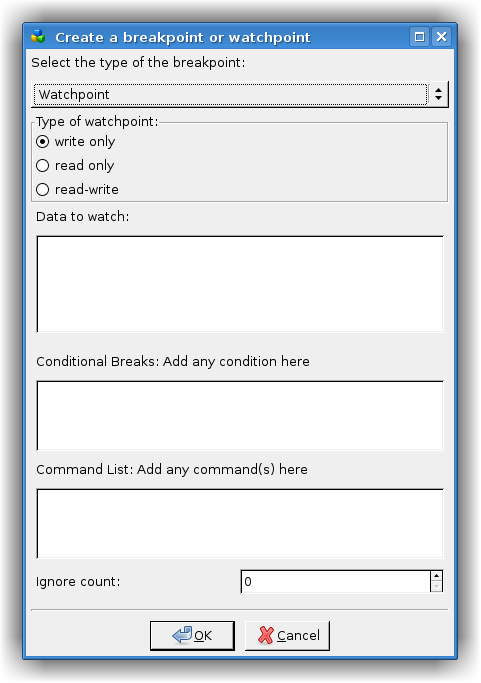 Create a breakpoint or watchpoint
Select the type of the breakpoint:
Watchpoint
Type of watchpoint:
write only
read only
read-write
Data to watch:
Conditional Breaks: Add any condition here
Command List: Add any command(s) here
Ignore count: 0
OK Cancel